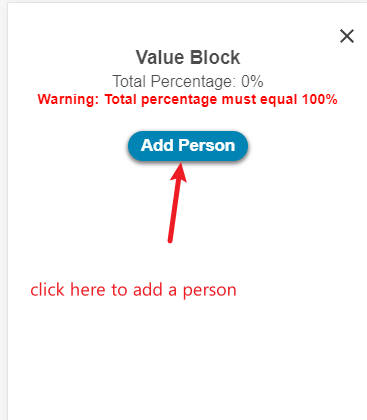 Value Block
Total Percentage: 0%
Warning: Total percentage must equal 100%
Add Person
click here to add a person